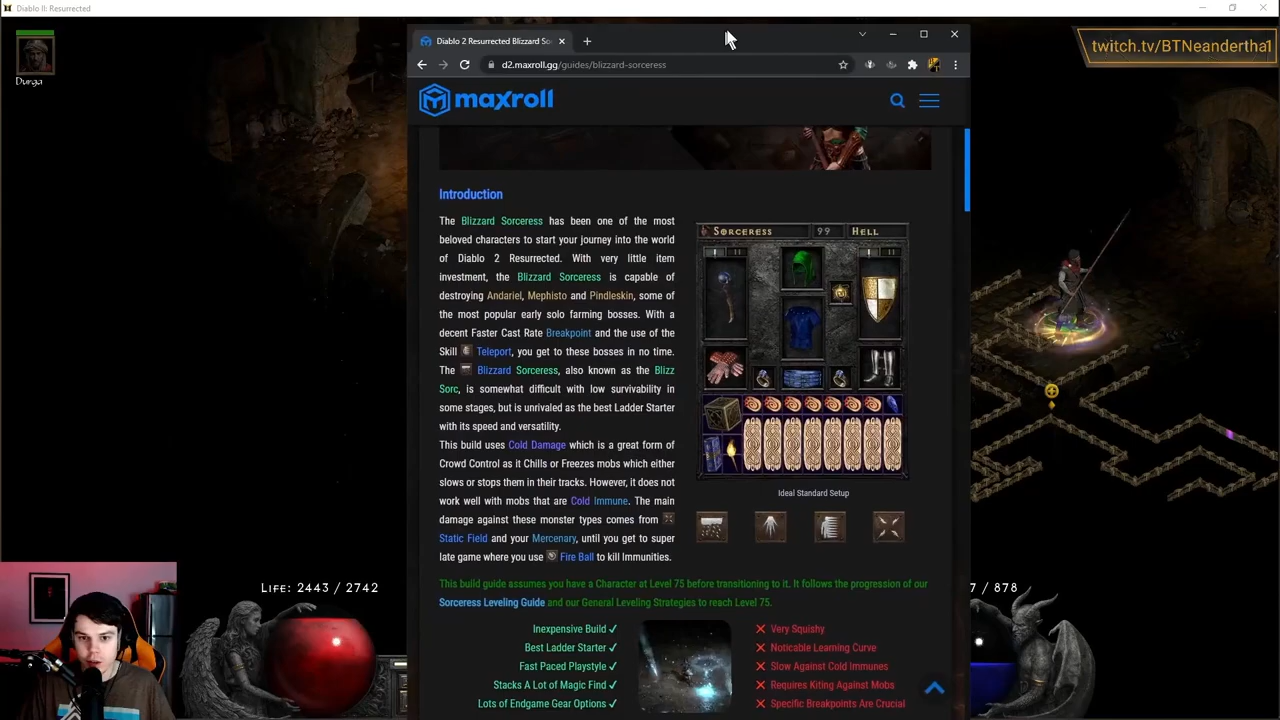 Diablo II: Resurrected
twitch.tv/BTNeanderthal
Durga
Diablo 2 Resurrected Blizzard So
d2.maxroll.gg/guides/blizzard-sorceress
maxroll
Introduction
The Blizzard Sorceress has been one of the most
beloved characters to start your journey into the world
of Diablo 2 Resurrected. With very little item
investment, the Blizzard Sorceress is capable of
destroying Andariel, Mephisto and Pindleskin, some of
the most popular early solo farming bosses. With a
decent Faster Cast Rate Breakpoint and the use of the
Skill Teleport, you get to these bosses in no time.
The Blizzard Sorceress, also known as the Blizz
Sorc, is somewhat difficult with low survivability in
some stages, but is unrivaled as the best Ladder Starter
with its speed and versatility.
This build uses Cold Damage which is a great form of
Crowd Control as it Chills or Freezes mobs which either
slows or stops them in their tracks. However, it does not
work well with mobs that are Cold Immune. The main
damage against these monster types comes from
Static Field and your Mercenary, until you get to super
late game where you use Fire Ball to kill Immunities.
Sorceress 99 Hell
I II I II
Ideal Standard Setup
This build guide assumes you have a Character at Level 75 before transitioning to it. It follows the progression of our
Sorceress Leveling Guide and our General Leveling Strategies to reach Level 75.
Inexpensive Build ✓
Best Ladder Starter ✓
Fast Paced Playstyle ✓
Stacks A Lot of Magic Find ✓
Lots of Endgame Gear Options ✓
Very Squishy
Noticable Learning Curve
Slow Against Cold Immunes
Requires Kiting Against Mobs
Specific Breakpoints Are Crucial
Life: 2443 / 2742
7 / 878